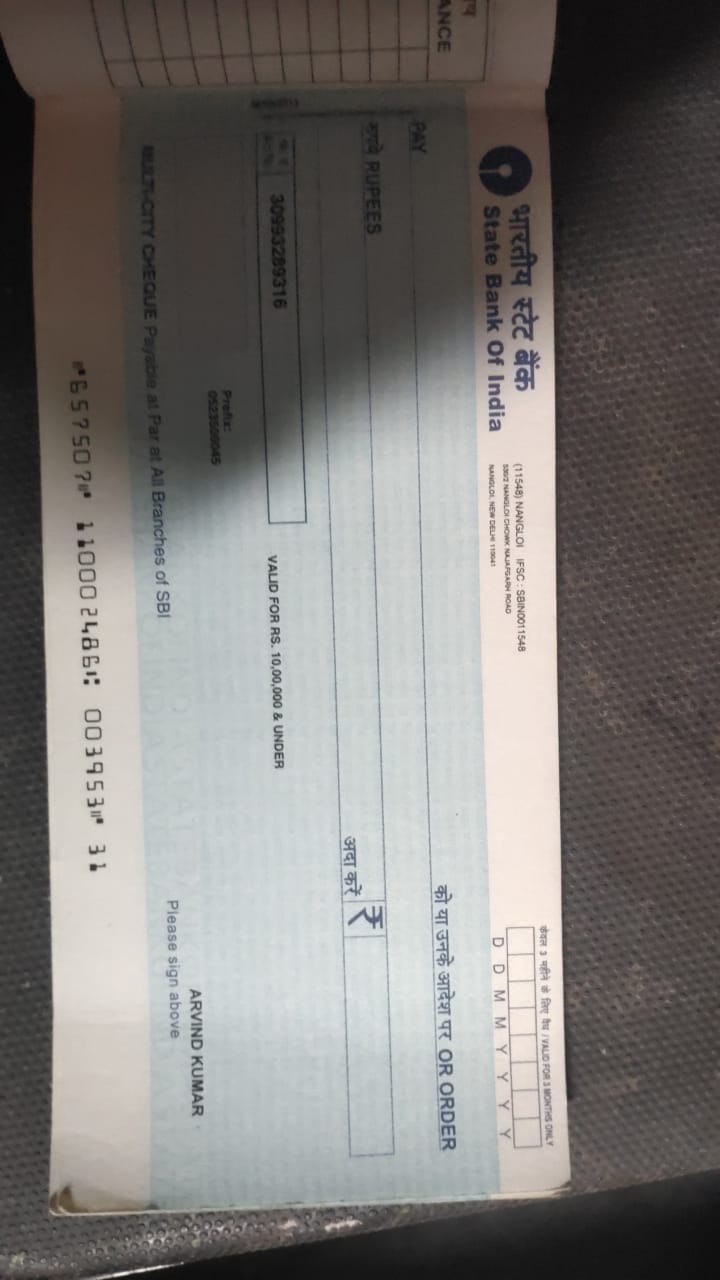 ANCE
केवल 3 महीने के लिए वैध / VALID FOR 3 MONTHS ONLY
D D M M Y Y Y Y
भारतीय स्टेट बैंक
State Bank Of India
(11548) NANGLOI IFSC : SBIN0011548
530/2 NANGLOI CHOWK NAJAFGARH ROAD
NANGLOI, NEW DELHI 110041
PAY
को या उनके आदेश पर OR ORDER
रुपये RUPEES
अदा करें ₹
30993289316
VALID FOR RS. 10,00,000 & UNDER
Prefix:
0523500045
ARVIND KUMAR
Please sign above
MULTI-CITY CHEQUE Payable at Par at All Branches of SBI
⑈657507⑈ 110002486⑆ 003953⑈ 31